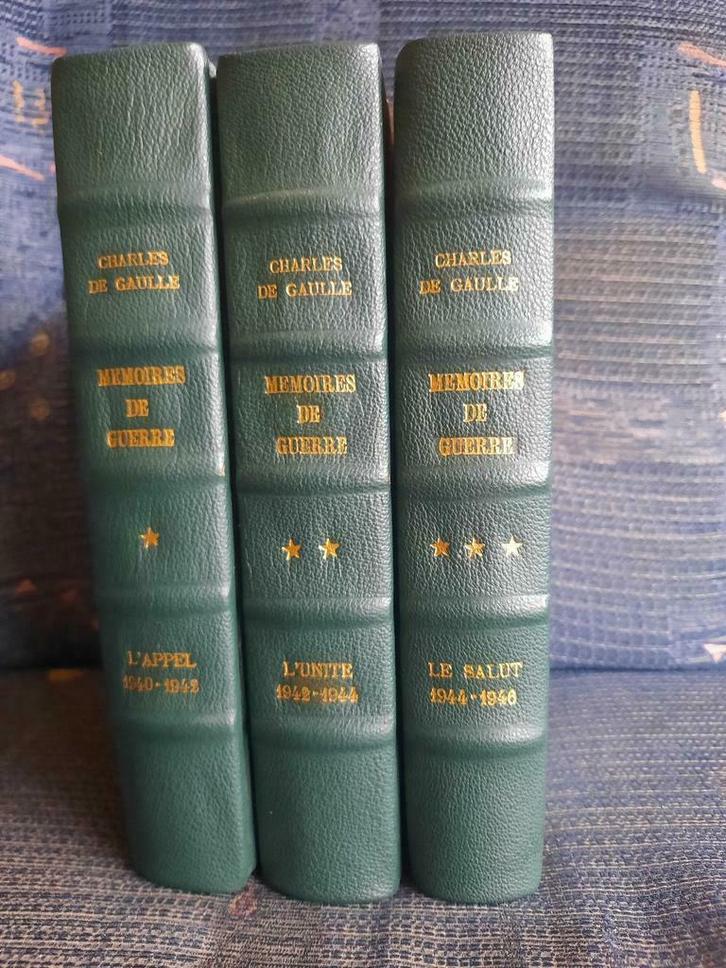 CHARLES
DE GAULLE
MEMOIRES
DE
GUERRE
L'APPEL
1940-1942
CHARLES
DE GAULLE
MEMOIRES
DE
GUERRE
L'UNITE
1942-1944
CHARLES
DE GAULLE
MEMOIRES
DE
GUERRE
LE SALUT
1944-1946